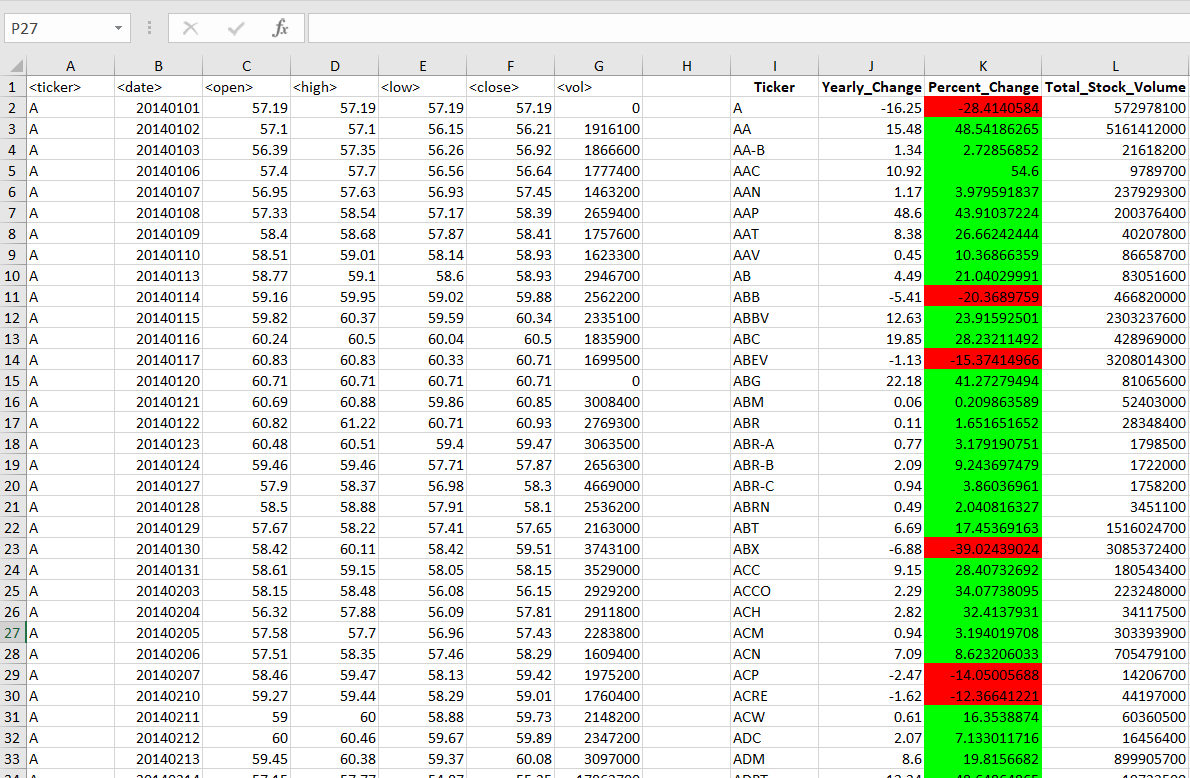 P27 fx
A B C D E F G H I J K L
1 <ticker> <date> <open> <high> <low> <close> <vol> Ticker Yearly_Change Percent_Change Total_Stock_Volume
2 A 20140101 57.19 57.19 57.19 57.19 0 A -16.25 -28.4140584 572978100
3 A 20140102 57.1 57.1 56.15 56.21 1916100 AA 15.48 48.54186265 5161412000
4 A 20140103 56.39 57.35 56.26 56.92 1866600 AA-B 1.34 2.72856852 21618200
5 A 20140106 57.4 57.7 56.56 56.64 1777400 AAC 10.92 54.6 9789700
6 A 20140107 56.95 57.63 56.93 57.45 1463200 AAN 1.17 3.979591837 237929300
7 A 20140108 57.33 58.54 57.17 58.39 2659400 AAP 48.6 43.91037224 200376400
8 A 20140109 58.4 58.68 57.87 58.41 1757600 AAT 8.38 26.66242444 40207800
9 A 20140110 58.51 59.01 58.14 58.93 1623300 AAV 0.45 10.36866359 86658700
10 A 20140113 58.77 59.1 58.6 58.93 2946700 AB 4.49 21.04029991 83051600
11 A 20140114 59.16 59.95 59.02 59.88 2562200 ABB -5.41 -20.3689759 466820000
12 A 20140115 59.82 60.37 59.59 60.34 2335100 ABBV 12.63 23.91592501 2303237600
13 A 20140116 60.24 60.5 60.04 60.5 1835900 ABC 19.85 28.23211492 428969000
14 A 20140117 60.83 60.83 60.33 60.71 1699500 ABEV -1.13 -15.37414966 3208014300
15 A 20140120 60.71 60.71 60.71 60.71 0 ABG 22.18 41.27279494 81065600
16 A 20140121 60.69 60.88 59.86 60.85 3008400 ABM 0.06 0.209863589 52403000
17 A 20140122 60.82 61.22 60.71 60.93 2769300 ABR 0.11 1.651651652 28348400
18 A 20140123 60.48 60.51 59.4 59.47 3063500 ABR-A 0.77 3.179190751 1798500
19 A 20140124 59.46 59.46 57.71 57.87 2656300 ABR-B 2.09 9.243697479 1722000
20 A 20140127 57.9 58.37 56.98 58.3 4669000 ABR-C 0.94 3.86036961 1758200
21 A 20140128 58.5 58.88 57.91 58.1 2536200 ABRN 0.49 2.040816327 3451100
22 A 20140129 57.67 58.22 57.41 57.65 2163000 ABT 6.69 17.45369163 1516024700
23 A 20140130 58.42 60.11 58.42 59.51 3743100 ABX -6.88 -39.02439024 3085372400
24 A 20140131 58.61 59.15 58.05 58.15 3529000 ACC 9.15 28.40732692 180543400
25 A 20140203 58.15 58.48 56.08 56.15 2929200 ACCO 2.29 34.07738095 223248000
26 A 20140204 56.32 57.88 56.09 57.81 2911800 ACH 2.82 32.4137931 34117500
27 A 20140205 57.58 57.7 56.96 57.43 2283800 ACM 0.94 3.194019708 303393900
28 A 20140206 57.51 58.35 57.46 58.29 1609400 ACN 7.09 8.623206033 705479100
29 A 20140207 58.46 59.47 58.13 59.42 1975200 ACP -2.47 -14.05005688 14206700
30 A 20140210 59.27 59.44 58.29 59.01 1760400 ACRE -1.62 -12.36641221 44197000
31 A 20140211 59 60 58.88 59.73 2148200 ACW 0.61 16.3538874 60360500
32 A 20140212 60 60.46 59.67 59.89 2347200 ADC 2.07 7.133011716 16456400
33 A 20140213 59.45 60.38 59.37 60.08 3097000 ADM 8.6 19.8156682 899905700